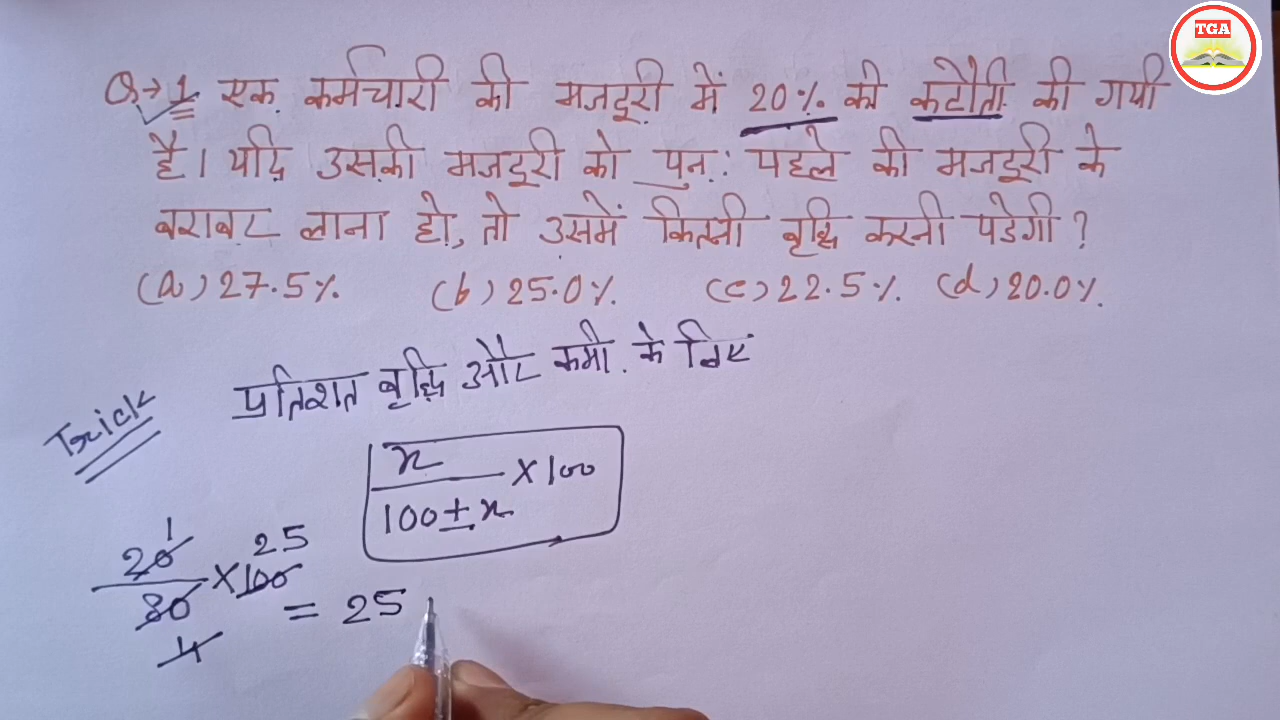 TGA
Q→1 एक कर्मचारी की मजदूरी में 20% की कटौती की गयी
है। यदि उसकी मजदूरी को पुन: पहले की मजदूरी के
बराबर लाना हो, तो उसमें कितनी वृद्धि करनी पडेगी ?
(a) 27.5% (b) 25.0% (c) 22.5% (d) 20.0%
Trick प्रतिशत वृद्धि और कमी के लिए
x / 100 ± x × 100
20 / 80 × 100 = 25
1 4 25